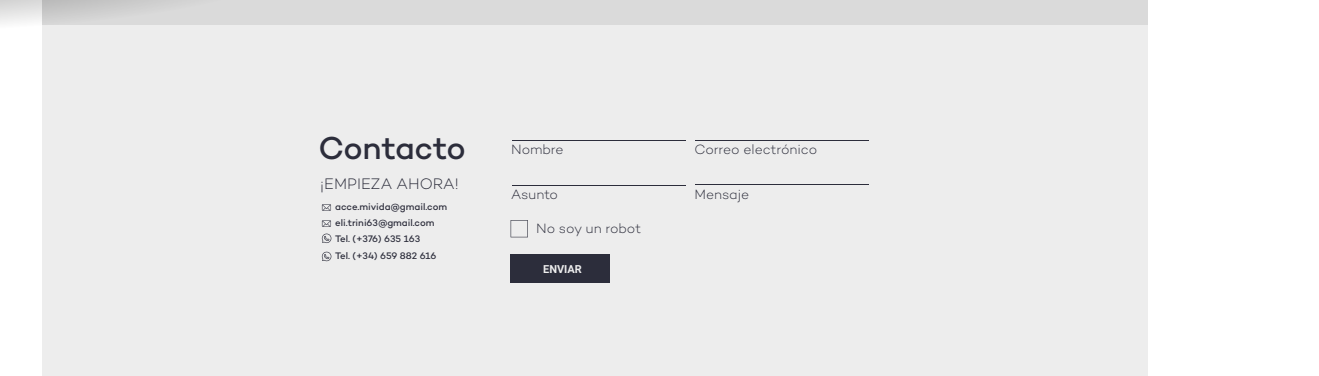 Contacto
¡EMPIEZA AHORA!
acce.mivida@gmail.com
eli.trini63@gmail.com
Tel. (+376) 635 163
Tel. (+34) 659 882 616
Nombre
Correo electrónico
Asunto
Mensaje
No soy un robot
ENVIAR